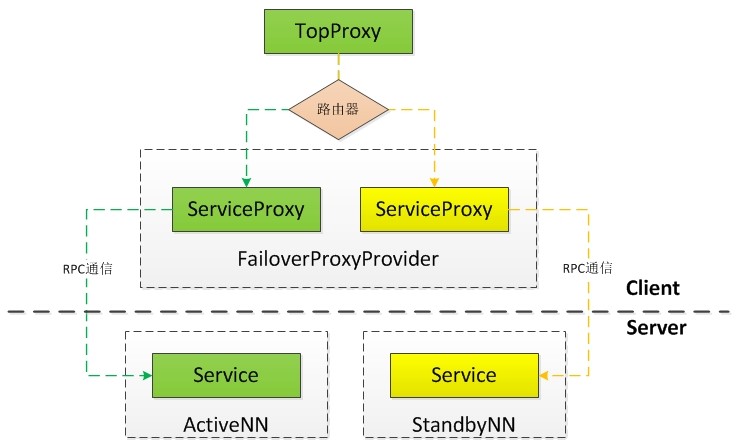 TopProxy
路由器
ServiceProxy
ServiceProxy
FailoverProxyProvider
RPC通信
RPC通信
Client
Server
Service
Service
ActiveNN
StandbyNN